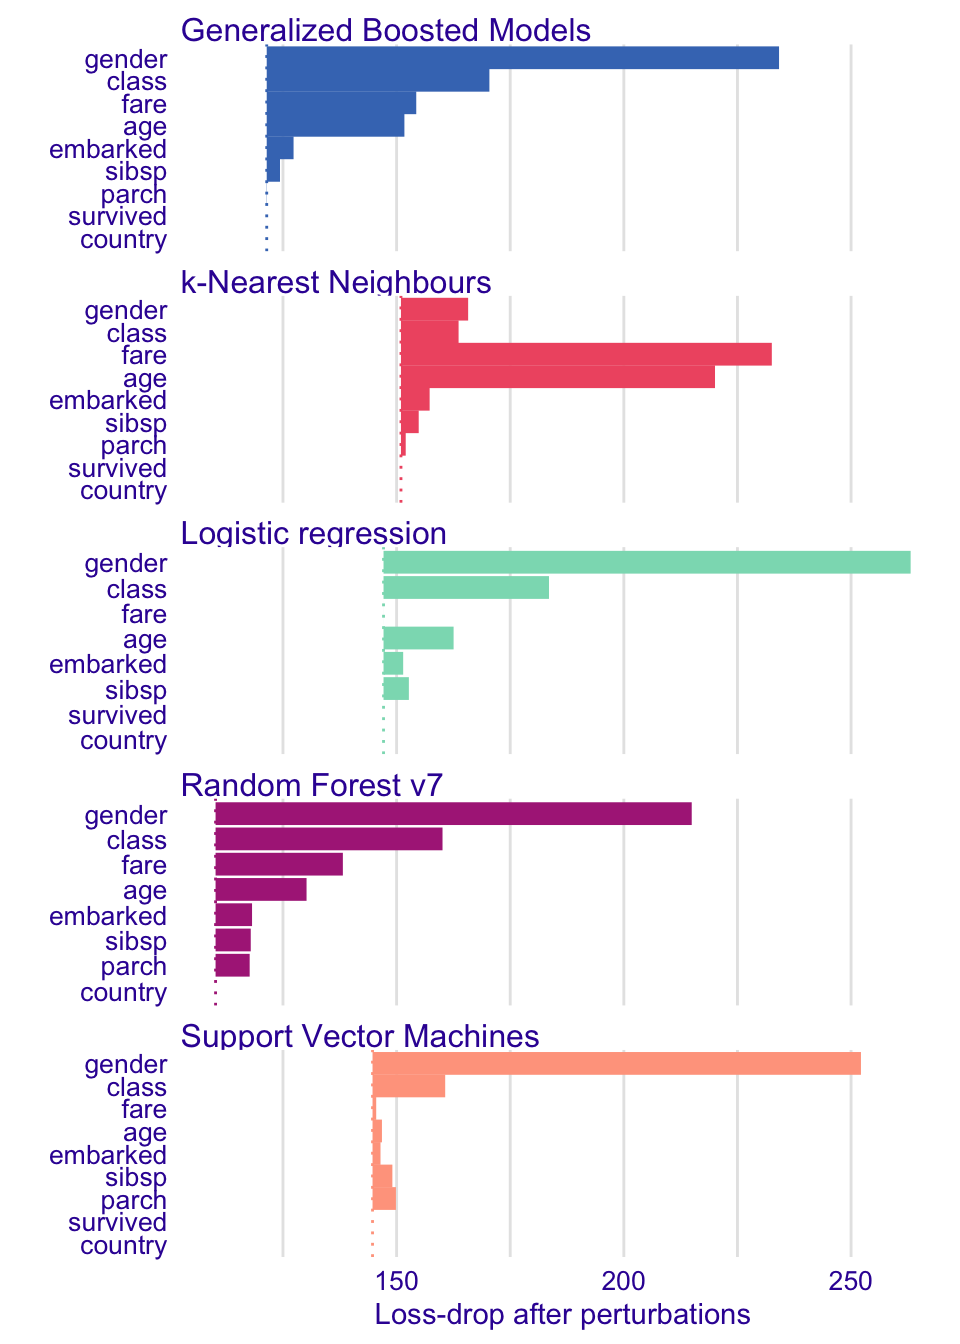 Generalized Boosted Models
gender
class
fare
age
embarked
sibsp
parch
survived
country
k-Nearest Neighbours
gender
class
fare
age
embarked
sibsp
parch
survived
country
Logistic regression
gender
class
fare
age
embarked
sibsp
survived
country
Random Forest v7
gender
class
fare
age
embarked
sibsp
parch
country
Support Vector Machines
gender
class
fare
age
embarked
sibsp
parch
survived
country
150 200 250
Loss-drop after perturbations